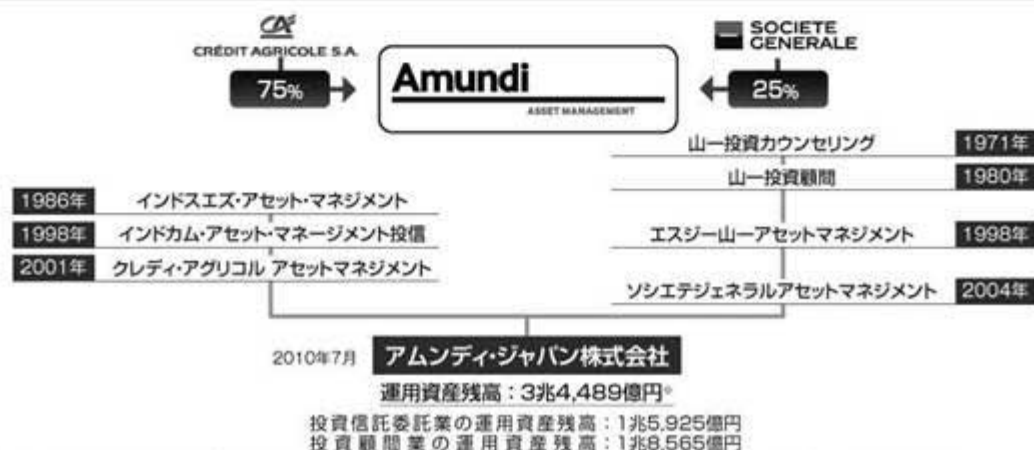 CRÉDIT AGRICOLE S.A.
75%
Amundi
ASSET MANAGEMENT
SOCIETE
GENERALE
25%
山一投資カウンセリング 1971年
山一投資顧問 1980年
1986年 インドスエズ・アセット・マネジメント
1998年 インドカム・アセット・マネージメント投信
エスジー山一アセットマネジメント 1998年
2001年 クレディ・アグリコル アセットマネジメント
ソシエテジェネラルアセットマネジメント 2004年
2010年7月 アムンディ・ジャパン株式会社
運用資産残高：3兆4,489億円※
投資信託委託業の運用資産残高：1兆5,925億円
投資顧問業の運用資産残高：1兆8,565億円